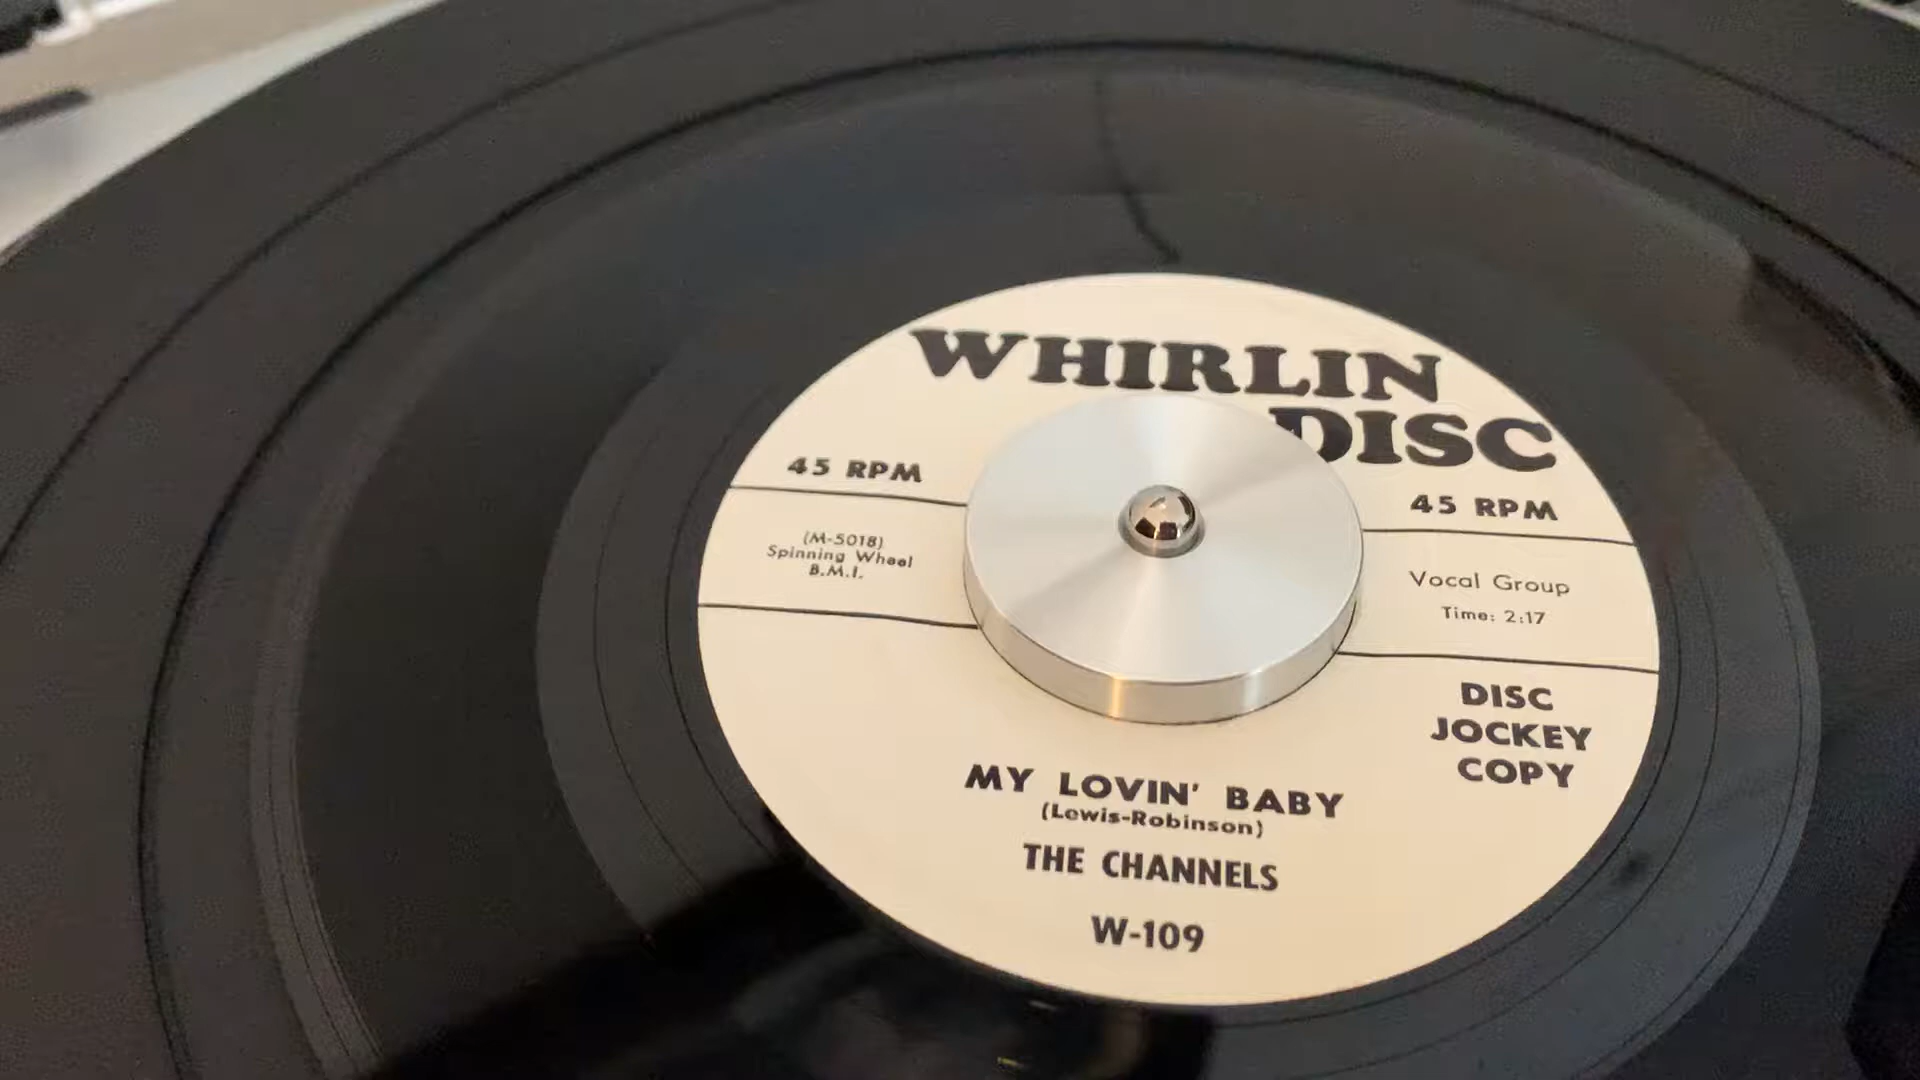 WHIRLIN
DISC
45 RPM
45 RPM
(M-5018)
Spinning Wheel
B.M.I.
Vocal Group
Time: 2:17
DISC
JOCKEY
COPY
MY LOVIN' BABY
(Lewis-Robinson)
THE CHANNELS
W-109